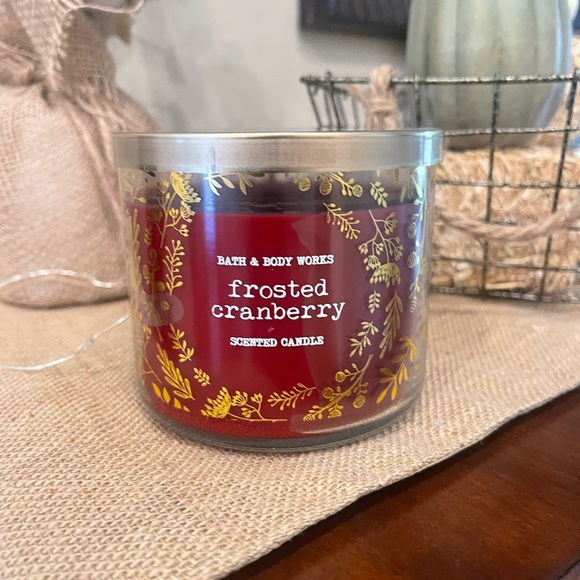 BATH & BODY WORKS
frosted
cranberry
SCENTED CANDLE